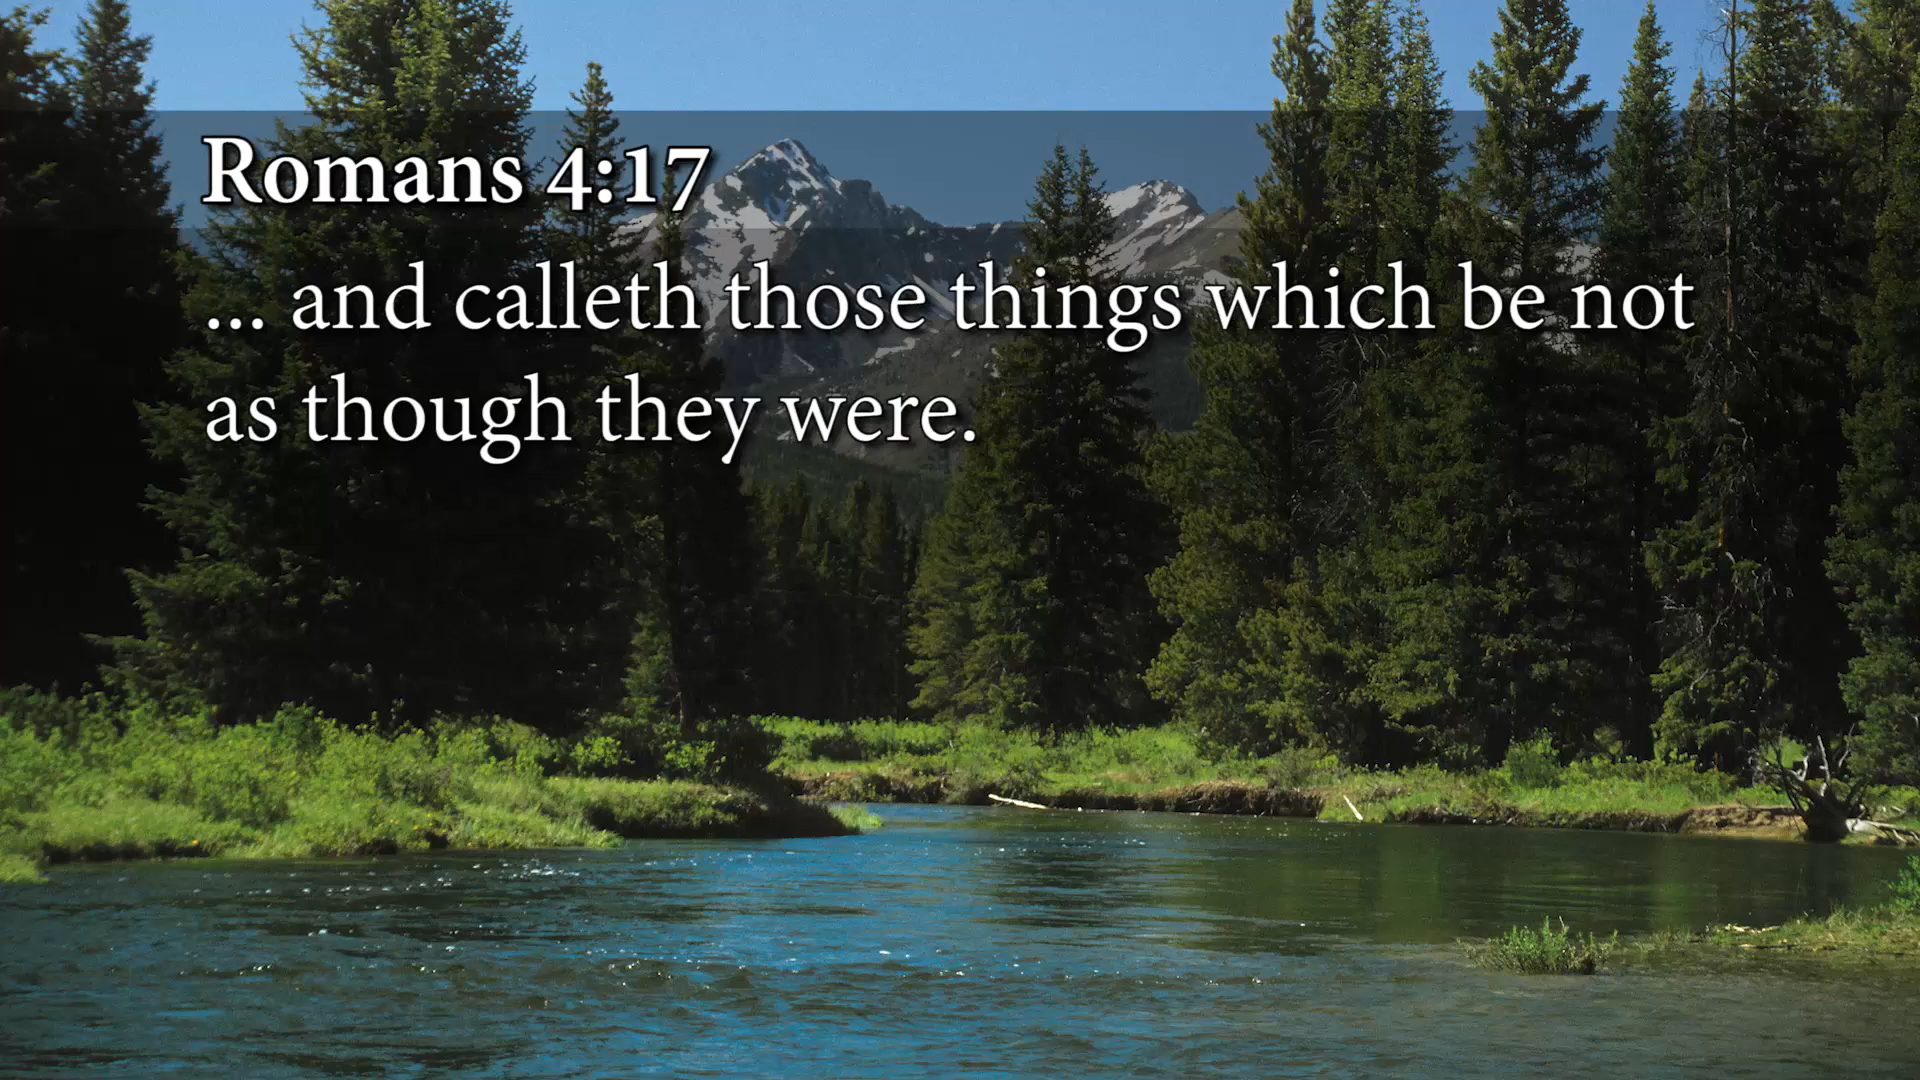 Romans 4:17
... and calleth those things which be not
as though they were.